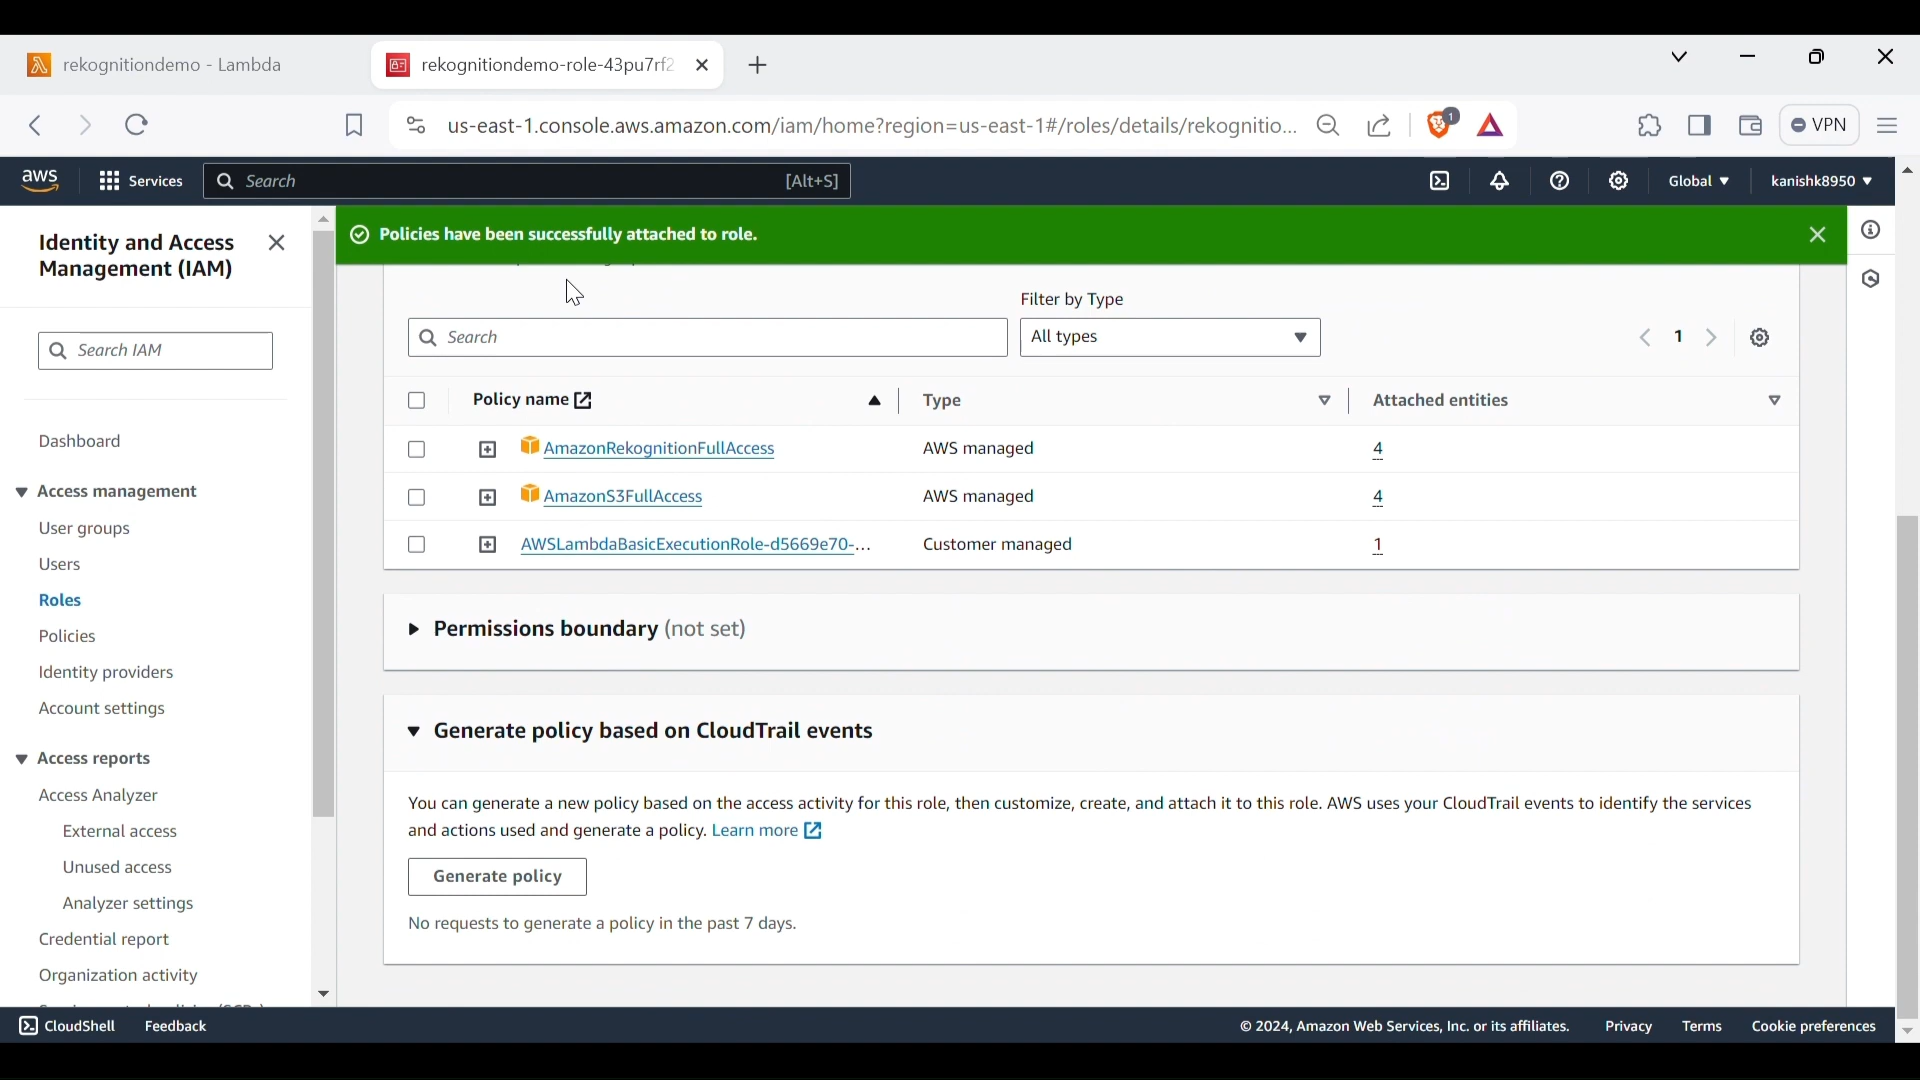 rekognitiondemo - Lambda
rekognitiondemo-role-43pu7rf2
us-east-1.console.aws.amazon.com/iam/home?region=us-east-1#/roles/details/rekognitio...
1
VPN
aws
Services
Search
[Alt+S]
Global
kanishk8950
Identity and Access
Management (IAM)
Policies have been successfully attached to role.
Search IAM
Filter by Type
Search
All types
1
Policy name
Type
Attached entities
AmazonRekognitionFullAccess
AWS managed
4
AmazonS3FullAccess
AWS managed
4
AWSLambdaBasicExecutionRole-d5669e70-...
Customer managed
1
Dashboard
Access management
User groups
Users
Roles
Policies
Identity providers
Account settings
Access reports
Access Analyzer
External access
Unused access
Analyzer settings
Credential report
Organization activity
Permissions boundary (not set)
Generate policy based on CloudTrail events
You can generate a new policy based on the access activity for this role, then customize, create, and attach it to this role. AWS uses your CloudTrail events to identify the services
and actions used and generate a policy. Learn more
Generate policy
No requests to generate a policy in the past 7 days.
CloudShell
Feedback
© 2024, Amazon Web Services, Inc. or its affiliates.
Privacy
Terms
Cookie preferences